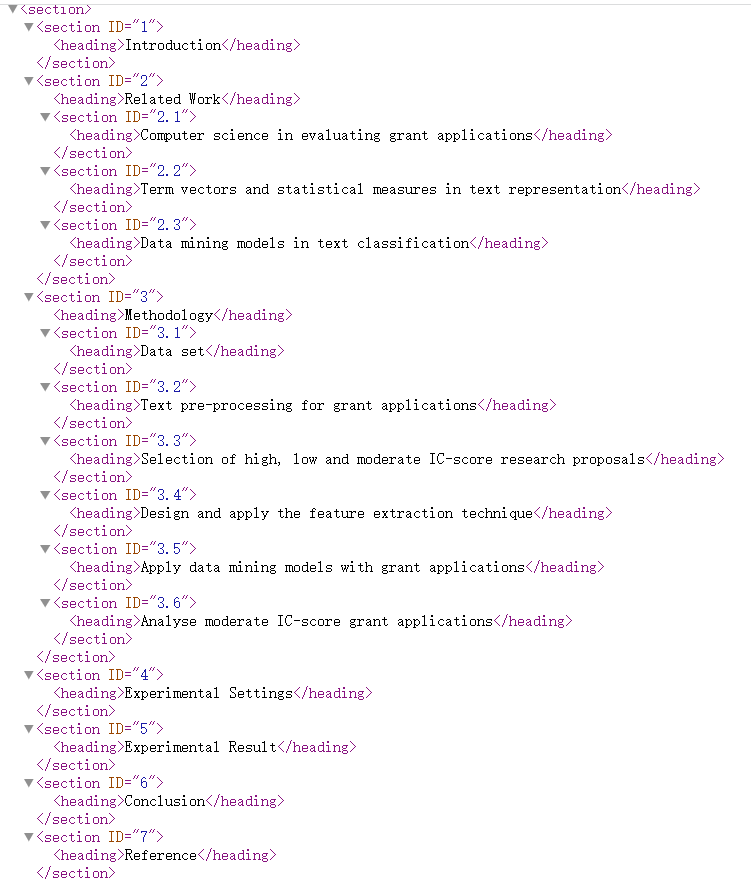 <section>
<section ID="1">
<heading>Introduction</heading>
</section>
<section ID="2">
<heading>Related Work</heading>
<section ID="2.1">
<heading>Computer science in evaluating grant applications</heading>
</section>
<section ID="2.2">
<heading>Term vectors and statistical measures in text representation</heading>
</section>
<section ID="2.3">
<heading>Data mining models in text classification</heading>
</section>
</section>
<section ID="3">
<heading>Methodology</heading>
<section ID="3.1">
<heading>Data set</heading>
</section>
<section ID="3.2">
<heading>Text pre-processing for grant applications</heading>
</section>
<section ID="3.3">
<heading>Selection of high, low and moderate IC-score research proposals</heading>
</section>
<section ID="3.4">
<heading>Design and apply the feature extraction technique</heading>
</section>
<section ID="3.5">
<heading>Apply data mining models with grant applications</heading>
</section>
<section ID="3.6">
<heading>Analyse moderate IC-score grant applications</heading>
</section>
</section>
<section ID="4">
<heading>Experimental Settings</heading>
</section>
<section ID="5">
<heading>Experimental Result</heading>
</section>
<section ID="6">
<heading>Conclusion</heading>
</section>
<section ID="7">
<heading>Reference</heading>
</section>